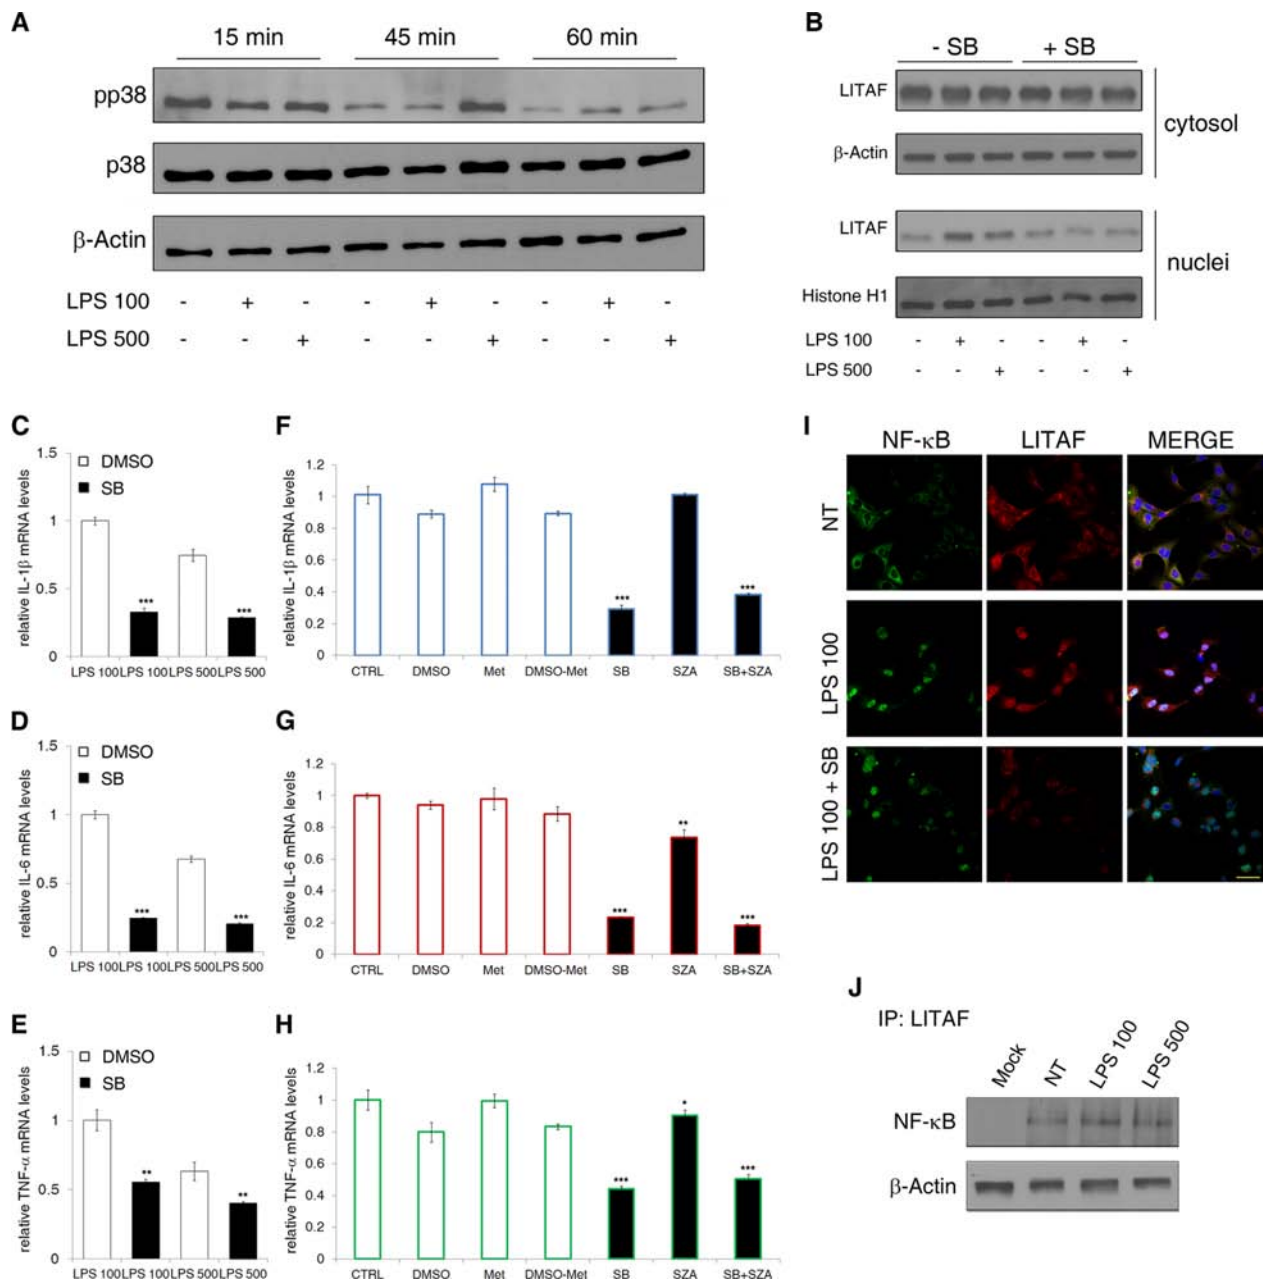 A
15 min 45 min 60 min
pp38
p38
β-Actin
LPS 100 - + - - + - - + -
LPS 500 - - + - - + - - +
B
- SB + SB
LITAF
β-Actin
cytosol
LITAF
Histone H1
nuclei
LPS 100 - + - - + -
LPS 500 - - + - - +
C
relative IL-1β mRNA levels
1.5
1
0.5
0
DMSO
SB
***
***
LPS 100 LPS 100 LPS 500 LPS 500
F
relative IL-1β mRNA levels
1.2
1
0.8
0.6
0.4
0.2
0
***
***
CTRL DMSO Met DMSO-Met SB SZA SB+SZA
D
relative IL-6 mRNA levels
1.5
1
0.5
0
DMSO
SB
***
***
LPS 100 LPS 100 LPS 500 LPS 500
G
relative IL-6 mRNA levels
1.2
1
0.8
0.6
0.4
0.2
0
***
**
***
CTRL DMSO Met DMSO-Met SB SZA SB+SZA
E
relative TNF-α mRNA levels
1.5
1
0.5
0
DMSO
SB
**
**
LPS 100 LPS 100 LPS 500 LPS 500
H
relative TNF-α mRNA levels
1.2
1
0.8
0.6
0.4
0.2
0
***
*
***
CTRL DMSO Met DMSO-Met SB SZA SB+SZA
I
NF-κB LITAF MERGE
NT
LPS 100
LPS 100 + SB
J
IP: LITAF
Mock NT LPS 100 LPS 500
NF-κB
β-Actin